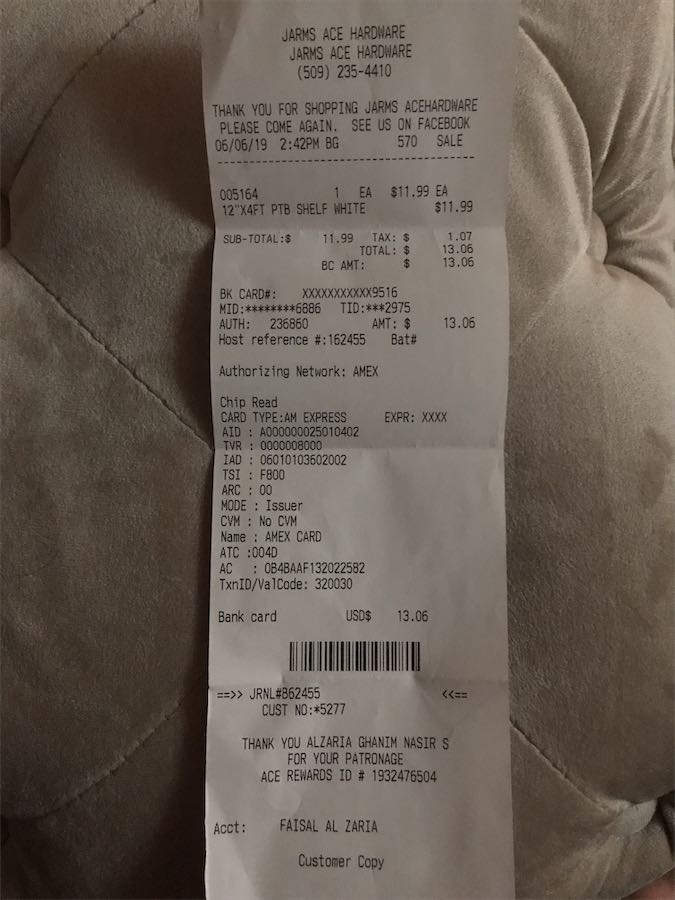 JARMS ACE HARDWARE
JARMS ACE HARDWARE
(509) 235-4410
THANK YOU FOR SHOPPING JARMS ACEHARDWARE
PLEASE COME AGAIN. SEE US ON FACEBOOK
06/06/19 2:42PM BG 570 SALE
005164 1 EA $11.99 EA
12"X4FT PTB SHELF WHITE $11.99
SUB-TOTAL:$ 11.99 TAX: $ 1.07
TOTAL: $ 13.06
BC AMT: $ 13.06
BK CARD#: XXXXXXXXXXX9516
MID:********6886 TID:***2975
AUTH: 236860 AMT: $ 13.06
Host reference #:162455 Bat#
Authorizing Network: AMEX
Chip Read
CARD TYPE:AM EXPRESS EXPR: XXXX
AID : A000000025010402
TVR : 0000008000
IAD : 06010103602002
TSI : F800
ARC : 00
MODE : Issuer
CVM : No CVM
Name : AMEX CARD
ATC :004D
AC : 0B4BAAF132022582
TxnID/ValCode: 320030
Bank card USD$ 13.06
==>> JRNL#B62455 <<==
CUST NO:*5277
THANK YOU ALZARIA GHANIM NASIR S
FOR YOUR PATRONAGE
ACE REWARDS ID # 1932476504
Acct: FAISAL AL ZARIA
Customer Copy